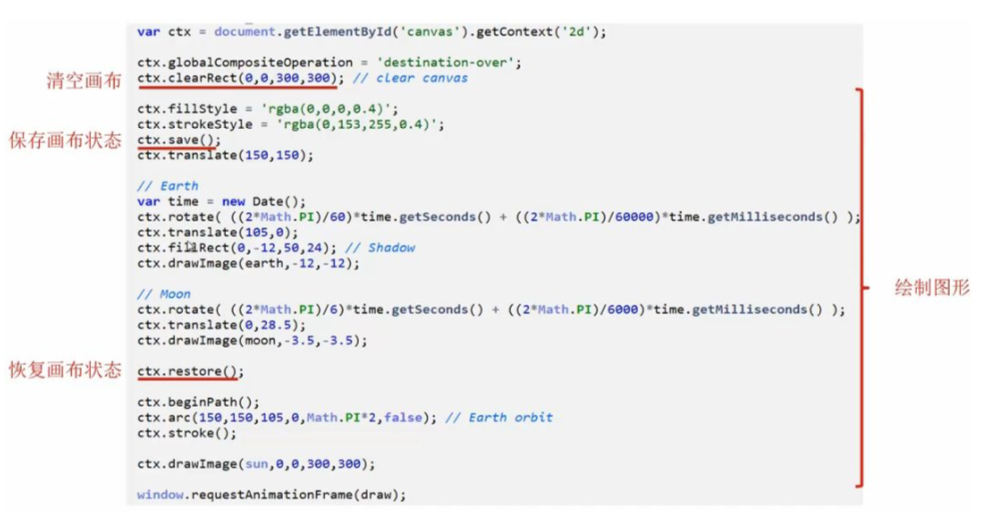 var ctx = document.getElementById('canvas').getContext('2d');
ctx.globalCompositeOperation = 'destination-over';
清空画布 ctx.clearRect(0,0,300,300); // clear canvas
ctx.fillStyle = 'rgba(0,0,0,0.4)';
ctx.strokeStyle = 'rgba(0,153,255,0.4)';
保存画布状态 ctx.save();
ctx.translate(150,150);
// Earth
var time = new Date();
ctx.rotate( ((2*Math.PI)/60)*time.getSeconds() + ((2*Math.PI)/60000)*time.getMilliseconds() );
ctx.translate(105,0);
ctx.fillRect(0,-12,50,24); // Shadow
ctx.drawImage(earth,-12,-12);
绘制图形
// Moon
ctx.rotate( ((2*Math.PI)/6)*time.getSeconds() + ((2*Math.PI)/6000)*time.getMilliseconds() );
ctx.translate(0,28.5);
ctx.drawImage(moon,-3.5,-3.5);
恢复画布状态 ctx.restore();
ctx.beginPath();
ctx.arc(150,150,105,0,Math.PI*2,false); // Earth orbit
ctx.stroke();
ctx.drawImage(sun,0,0,300,300);
window.requestAnimationFrame(draw);